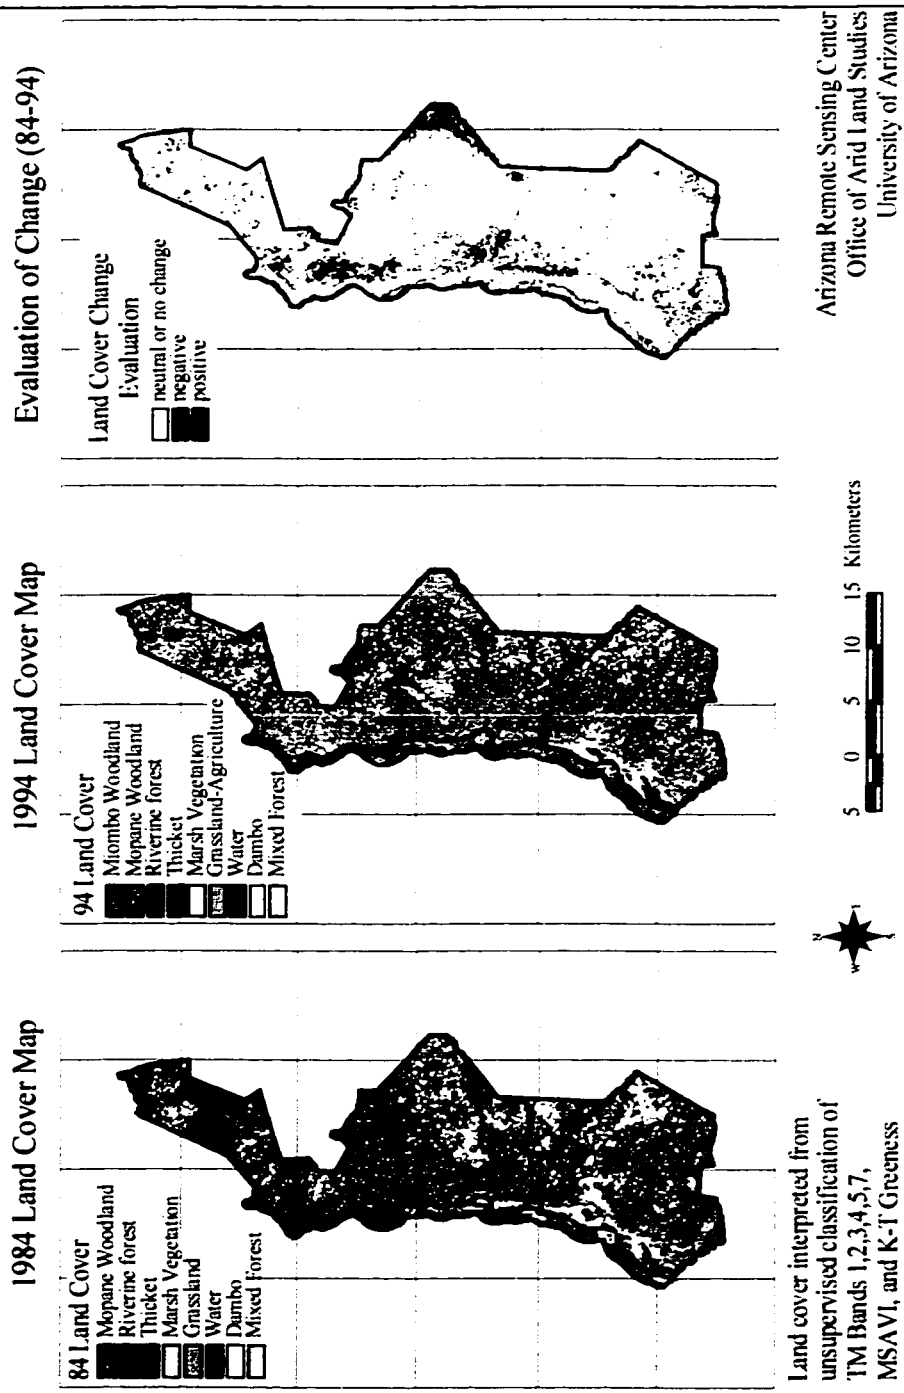 1984 Land Cover Map
84 Land Cover
Mopane Woodland
Riverine forest
Thicket
Marsh Vegetation
Grassland
Water
Dambo
Mixed Forest
Land cover interpreted from
unsupervised classification of
TM Bands 1,2,3,4,5,7,
MSAVI, and K-T Greeness
1994 Land Cover Map
94 Land Cover
Miombo Woodland
Mopane Woodland
Riverine forest
Thicket
Marsh Vegetation
Grassland-Agriculture
Water
Dambo
Mixed Forest
N
W
S
5 0 5 10 15 Kilometers
Evaluation of Change (84-94)
Land Cover Change
Evaluation
neutral or no change
negative
positive
Arizona Remote Sensing Center
Office of Arid Land Studies
University of Arizona